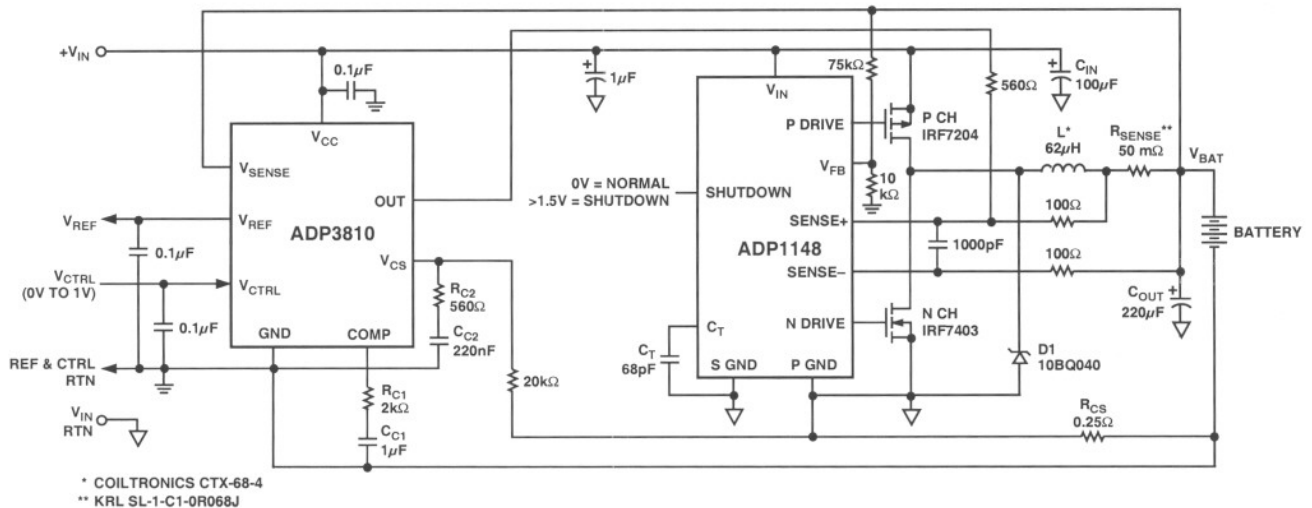 +VIN
0.1µF
1µF
75kΩ
560Ω
CIN
100µF
VCC
VIN
P DRIVE
P CH
IRF7204
L*
62µH
RSENSE**
50 mΩ
VBAT
VSENSE
VFB
10
kΩ
OUT
0V = NORMAL
>1.5V = SHUTDOWN
SHUTDOWN
VREF
VREF
ADP3810
SENSE+
100Ω
BATTERY
0.1µF
ADP1148
1000pF
VCS
SENSE–
100Ω
VCTRL
(0V TO 1V)
VCTRL
RC2
560Ω
COUT
220µF
0.1µF
N DRIVE
N CH
IRF7403
GND
COMP
CC2
220nF
CT
CT
68pF
D1
10BQ040
REF & CTRL
RTN
20kΩ
S GND
P GND
RC1
2kΩ
RCS
0.25Ω
VIN
RTN
CC1
1µF
* COILTRONICS CTX-68-4
** KRL SL-1-C1-0R068J